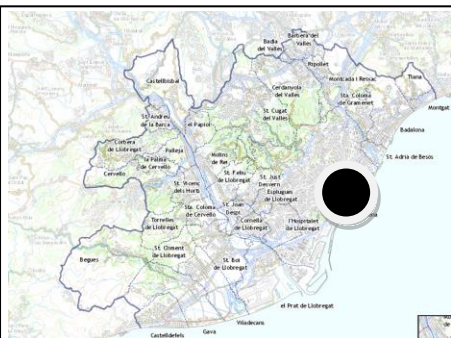 Barberà del
Vallès
Badia
del Vallès
Ripollet
Castellbisbal
Montcada i Reixac
Tiana
Cerdanyola
del Vallès
Sta. Coloma
de Gramenet
Montgat
St. Cugat
del Vallès
St. Andreu
de la Barca
el Papiol
Badalona
Corbera
de Llobregat
Pallejà
la Palma
de Cervelló
Molins
de Rei
St. Adrià de Besòs
Cervelló
St. Feliu
de Llobregat
St. Just
Desvern
St. Vicenç
dels Horts
Esplugues
de Llobregat
Sta. Coloma
de Cervelló
St. Joan
Despí
Torrelles
de Llobregat
Cornellà
de Llobregat
l'Hospitalet
de Llobregat
St. Climent
de Llobregat
Begues
St. Boi
de Llobregat
el Prat de Llobregat
Viladecans
Gavà
Castelldefels